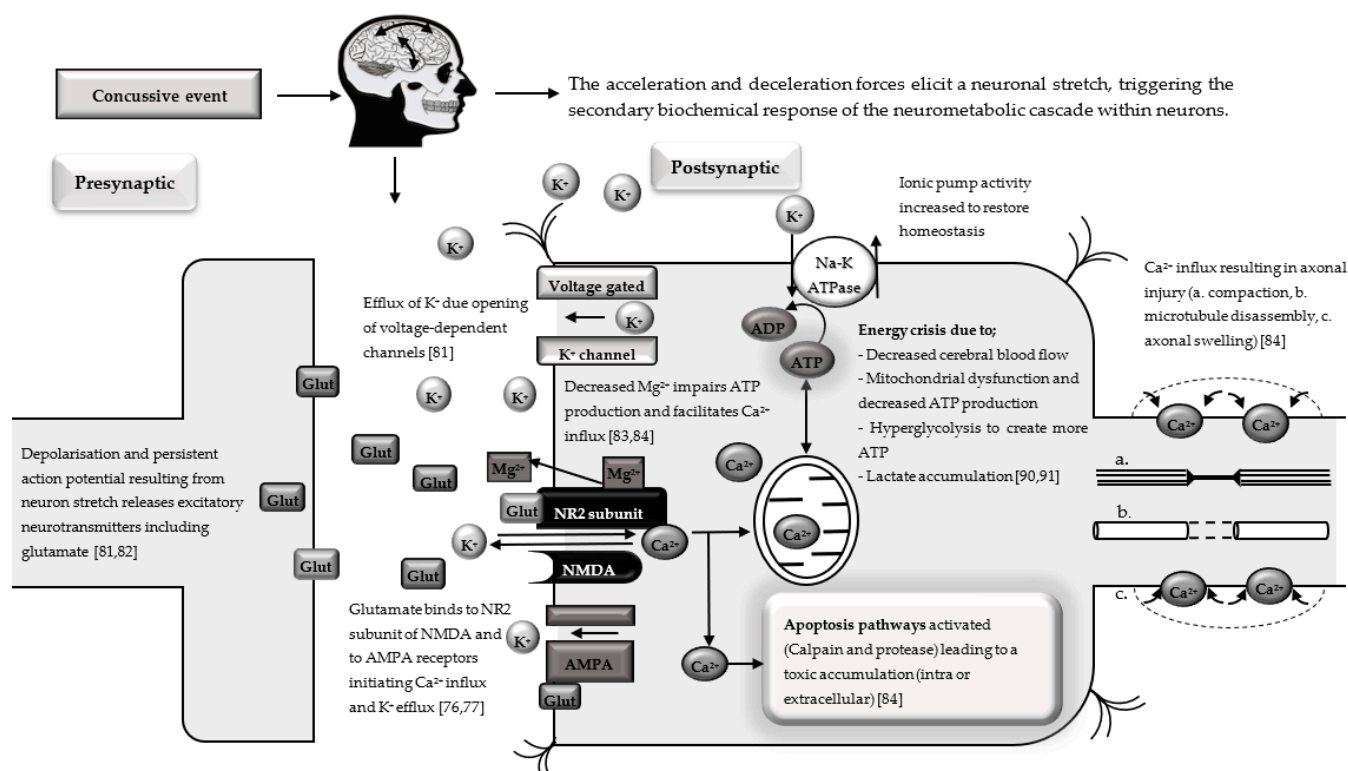 Concussive event
The acceleration and deceleration forces elicit a neuronal stretch, triggering the
secondary biochemical response of the neurometabolic cascade within neurons.
Presynaptic
Postsynaptic
K⁺
K⁺
K⁺
K⁺
Ionic pump activity
increased to restore
homeostasis
Na-K
ATPase
Voltage gated
K⁺
K⁺ channel
Efflux of K⁺ due opening
of voltage-dependent
channels [81]
ADP
ATP
Energy crisis due to;
- Decreased cerebral blood flow
- Mitochondrial dysfunction and
decreased ATP production
- Hyperglycolysis to create more
ATP
- Lactate accumulation [90,91]
Ca²⁺ influx resulting in axonal
injury (a. compaction, b.
microtubule disassembly, c.
axonal swelling) [84]
Glut
K⁺
K⁺
Decreased Mg²⁺ impairs ATP
production and facilitates Ca²⁺
influx [83,84]
Depolarisation and persistent
action potential resulting from
neuron stretch releases excitatory
neurotransmitters including
glutamate [81,82]
Glut
Glut
Glut
Glut
Glut
Mg²⁺
Mg²⁺
Glut
NR2 subunit
K⁺
Ca²⁺
NMDA
Ca²⁺
Ca²⁺
Ca²⁺
Ca²⁺
a.
b.
Ca²⁺
Ca²⁺
c.
Glut
Glutamate binds to NR2
subunit of NMDA and
to AMPA receptors
initiating Ca²⁺ influx
and K⁺ efflux [76,77]
K⁺
AMPA
Glut
Ca²⁺
Apoptosis pathways activated
(Calpain and protease) leading to a
toxic accumulation (intra or
extracellular) [84]